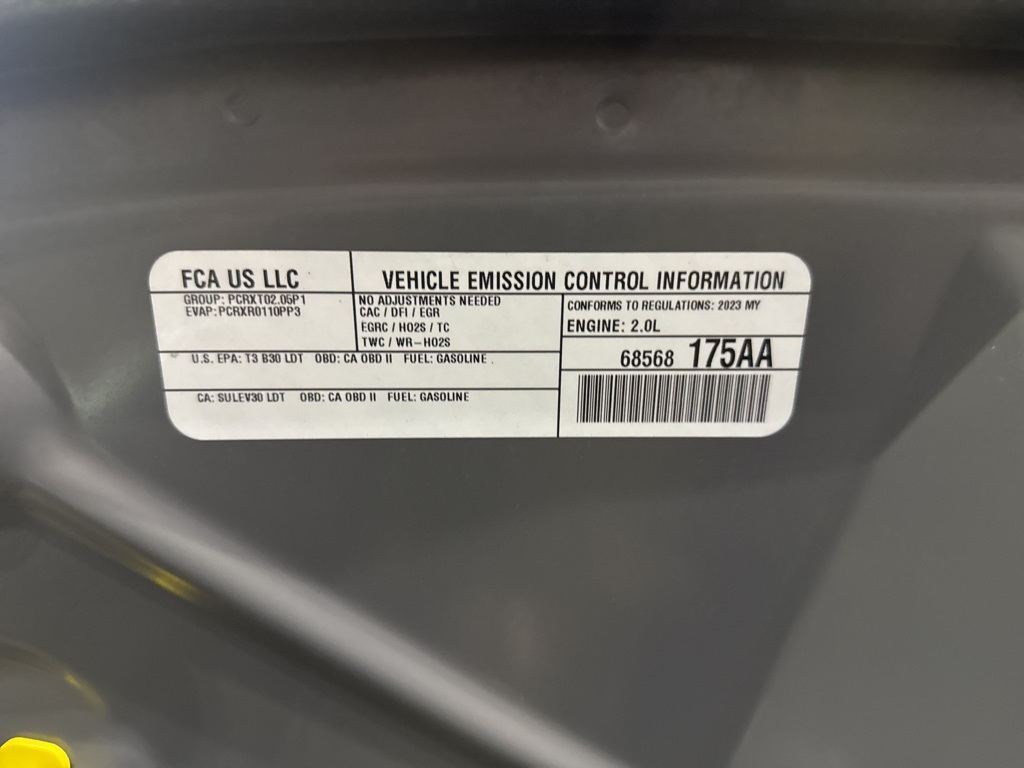 FCA US LLC
VEHICLE EMISSION CONTROL INFORMATION
GROUP: PCRXT02.05P1
EVAP: PCRXR0110PP3
NO ADJUSTMENTS NEEDED
CAC / DFI / EGR
EGRC / HO2S / TC
TWC / WR-HO2S
CONFORMS TO REGULATIONS: 2023 MY
ENGINE: 2.0L
U.S. EPA: T3 B30 LDT OBD: CA OBD II FUEL: GASOLINE
68568 175AA
CA: SULEV30 LDT OBD: CA OBD II FUEL: GASOLINE